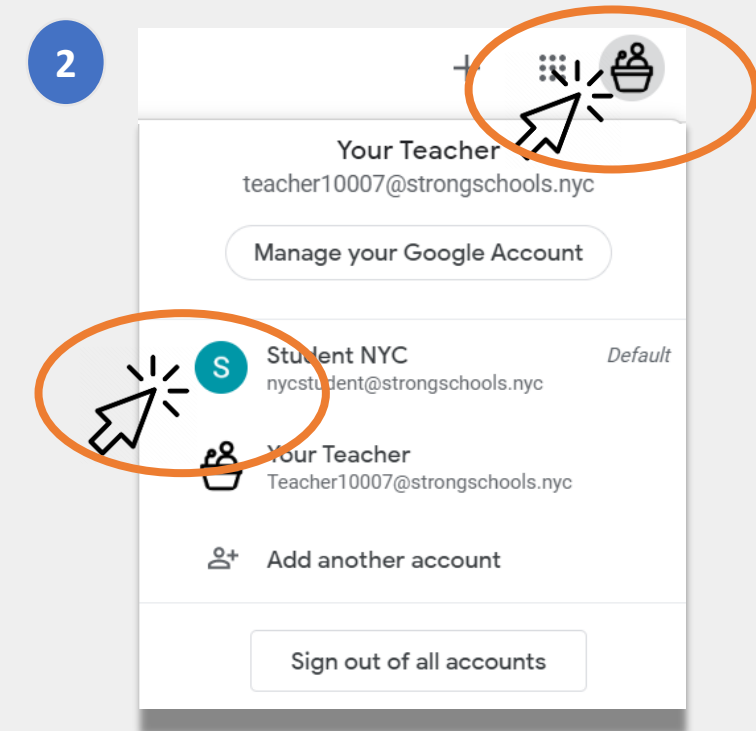 2
Your Teacher
teacher10007@strongschools.nyc
Manage your Google Account
S
Student NYC
Default
nycstudent@strongschools.nyc
Your Teacher
Teacher10007@strongschools.nyc
Add another account
Sign out of all accounts